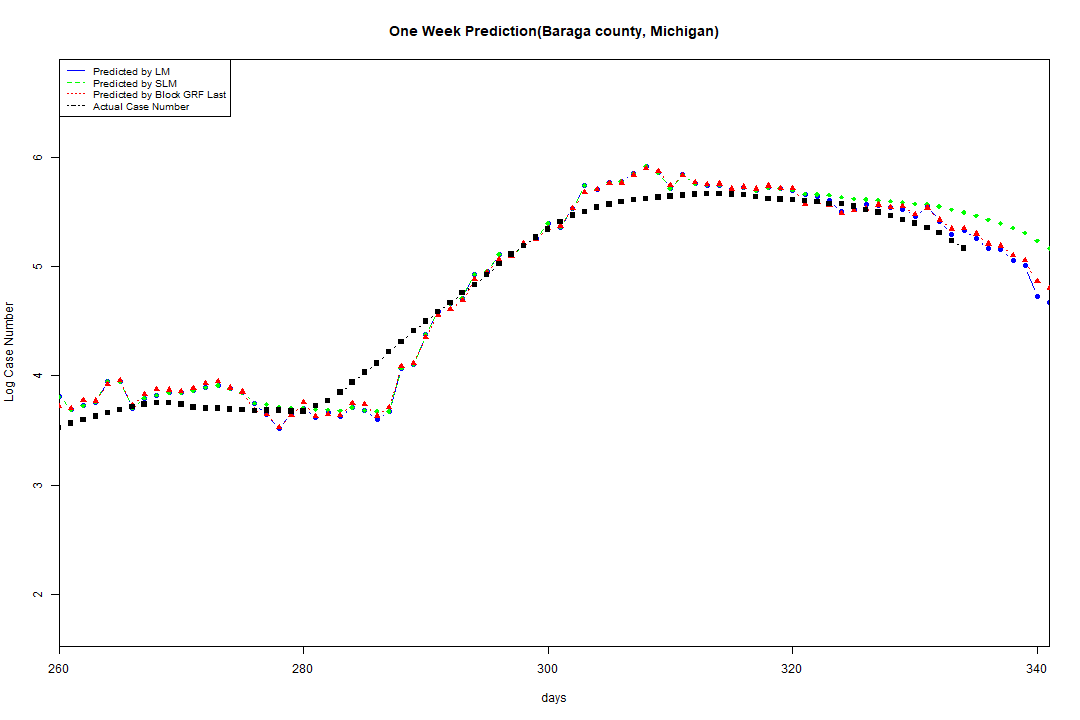 One Week Prediction(Baraga county, Michigan)
Predicted by LM
Predicted by SLM
Predicted by Block GRF Last
Actual Case Number
Log Case Number
6
5
4
3
2
260 280 300 320 340
days